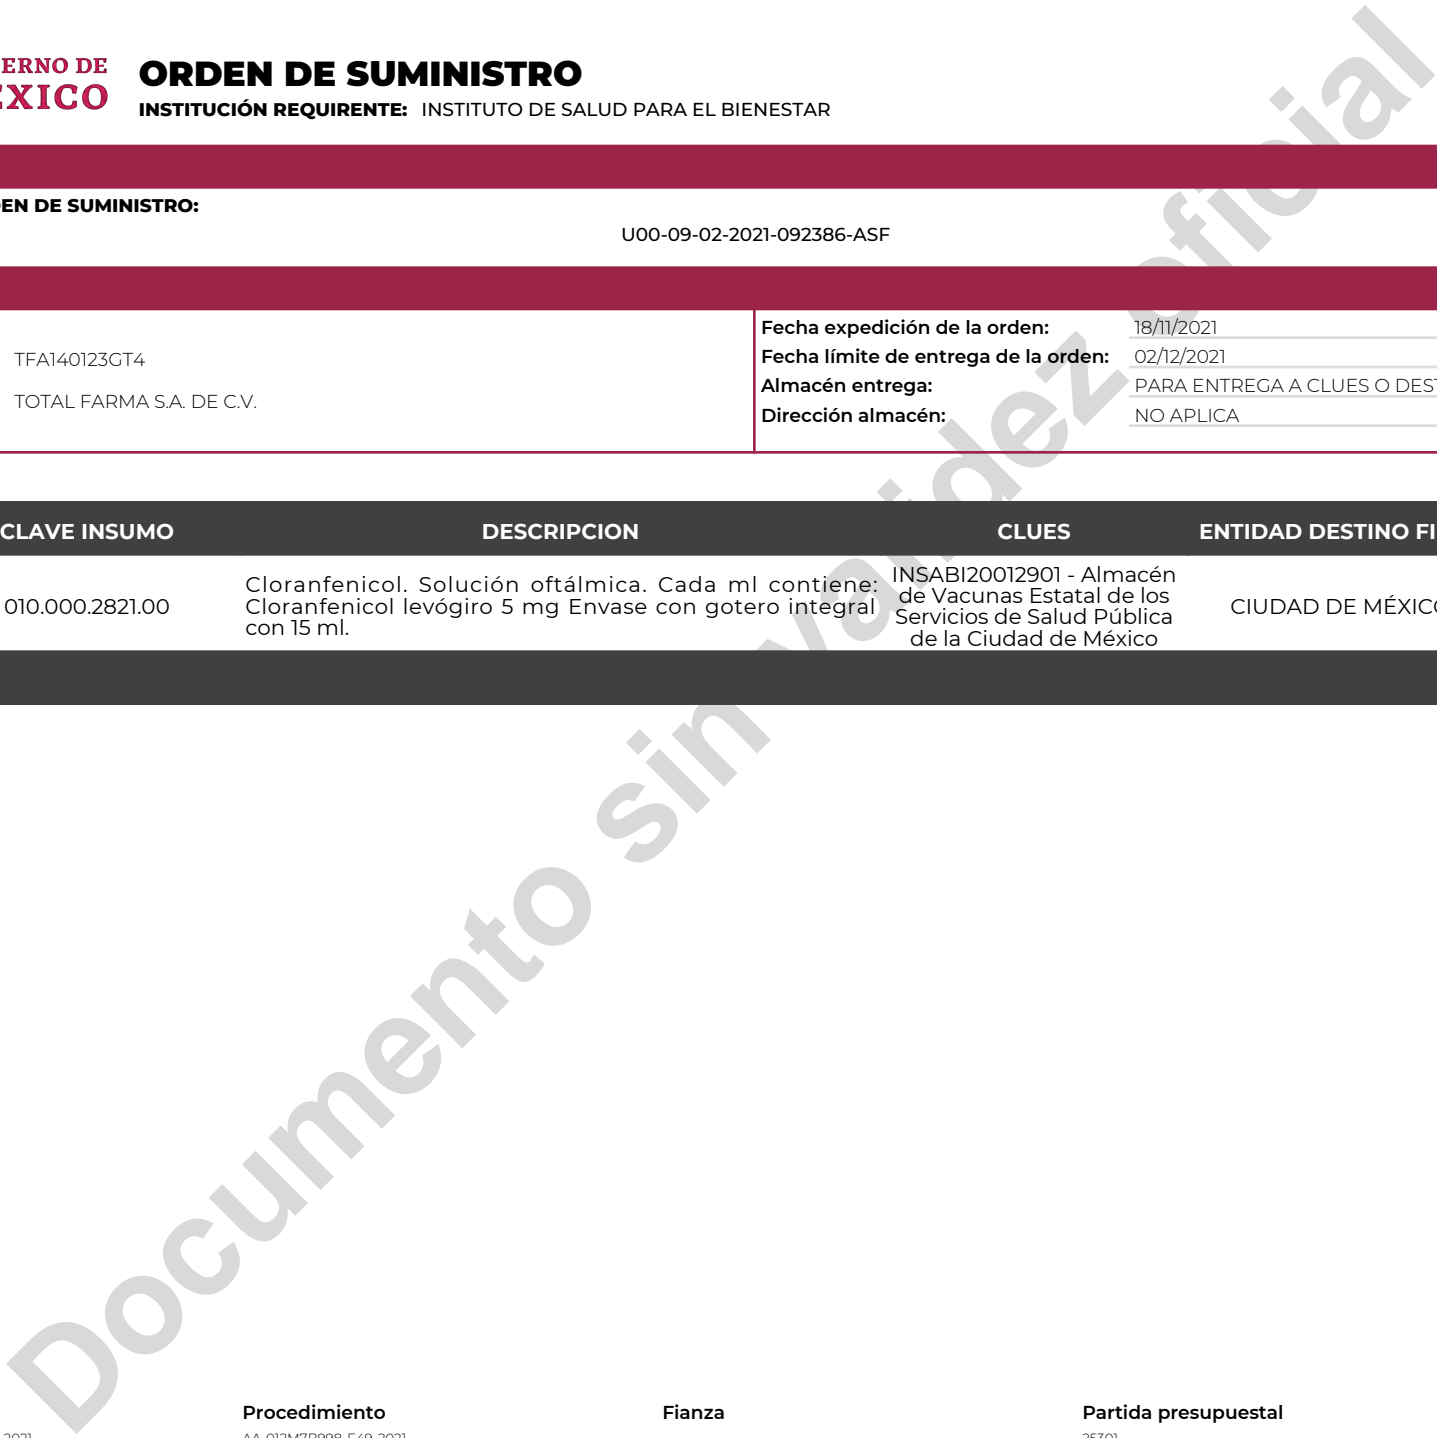 ERNO DE
ÉXICO
ORDEN DE SUMINISTRO
INSTITUCIÓN REQUIRENTE: INSTITUTO DE SALUD PARA EL BIENESTAR
EN DE SUMINISTRO:
U00-09-02-2021-092386-ASF
TFA140123GT4
TOTAL FARMA S.A. DE C.V.
Fecha expedición de la orden: 18/11/2021
Fecha límite de entrega de la orden: 02/12/2021
Almacén entrega: PARA ENTREGA A CLUES O DEST
Dirección almacén: NO APLICA
CLAVE INSUMO DESCRIPCION CLUES ENTIDAD DESTINO FI
010.000.2821.00
Cloranfenicol. Solución oftálmica. Cada ml contiene:
Cloranfenicol levógiro 5 mg Envase con gotero integral
con 15 ml.
INSABI20012901 - Almacén
de Vacunas Estatal de los
Servicios de Salud Pública
de la Ciudad de México
CIUDAD DE MÉXICO
Documento sin validez oficial
Procedimiento Fianza Partida presupuestal